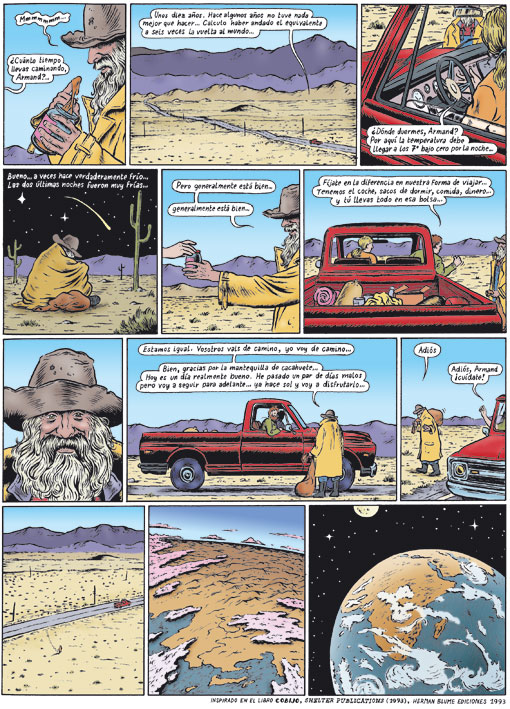 Mm m m m m m...
¿Cuánto tiempo
llevas caminando,
Armand?...
Unos diez años. Hace algunos años no tuve nada
mejor que hacer... Calculo haber andado el equivalente
a seis veces la vuelta al mundo...
¿Dónde duermes, Armand?
Por aquí la temperatura debe
llegar a los 7º bajo cero por la noche...
Bueno... a veces hace verdaderamente frío...
Las dos últimas noches fueron muy frías...
Pero generalmente está bien...
generalmente está bien..
Fíjate en la diferencia en nuestra forma de viajar...
Tenemos el coche, sacos de dormir, comida, dinero...
y tú llevas todo en esa bolsa...
Estamos igual. Vosotros vais de camino, yo voy de camino...
Bien, gracias por la mantequilla de cacahuete...
Hoy es un día realmente bueno. He pasado un par de días malos
pero voy a seguir para adelante... ya hace sol y voy a disfrutarlo...
Adiós
Adiós, Armand
¡cuídate!
INSPIRADO EN EL LIBRO COBIJO, SHELTER PUBLICATIONS (1973), HERMAN BLUME EDICIONES 1993